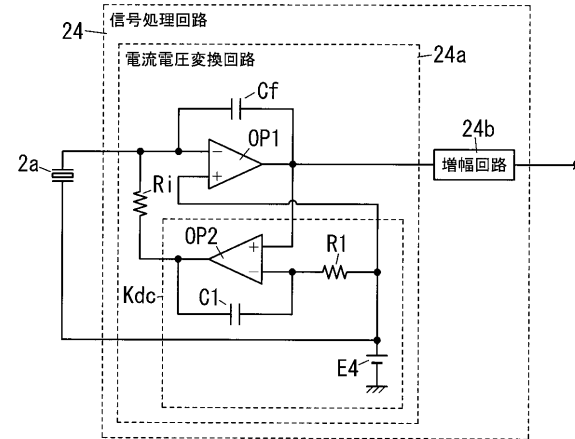 信号処理回路
24
電流電圧変換回路
24a
Cf
OP1
24b
増幅回路
2a
Ri
OP2
R1
Kdc
C1
E4